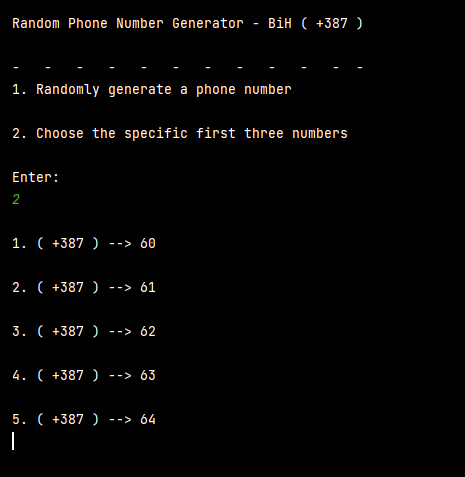 Random Phone Number Generator - BiH ( +387 )
- - - - - - - - - - - -
1. Randomly generate a phone number
2. Choose the specific first three numbers
Enter:
2
1. ( +387 ) --> 60
2. ( +387 ) --> 61
3. ( +387 ) --> 62
4. ( +387 ) --> 63
5. ( +387 ) --> 64